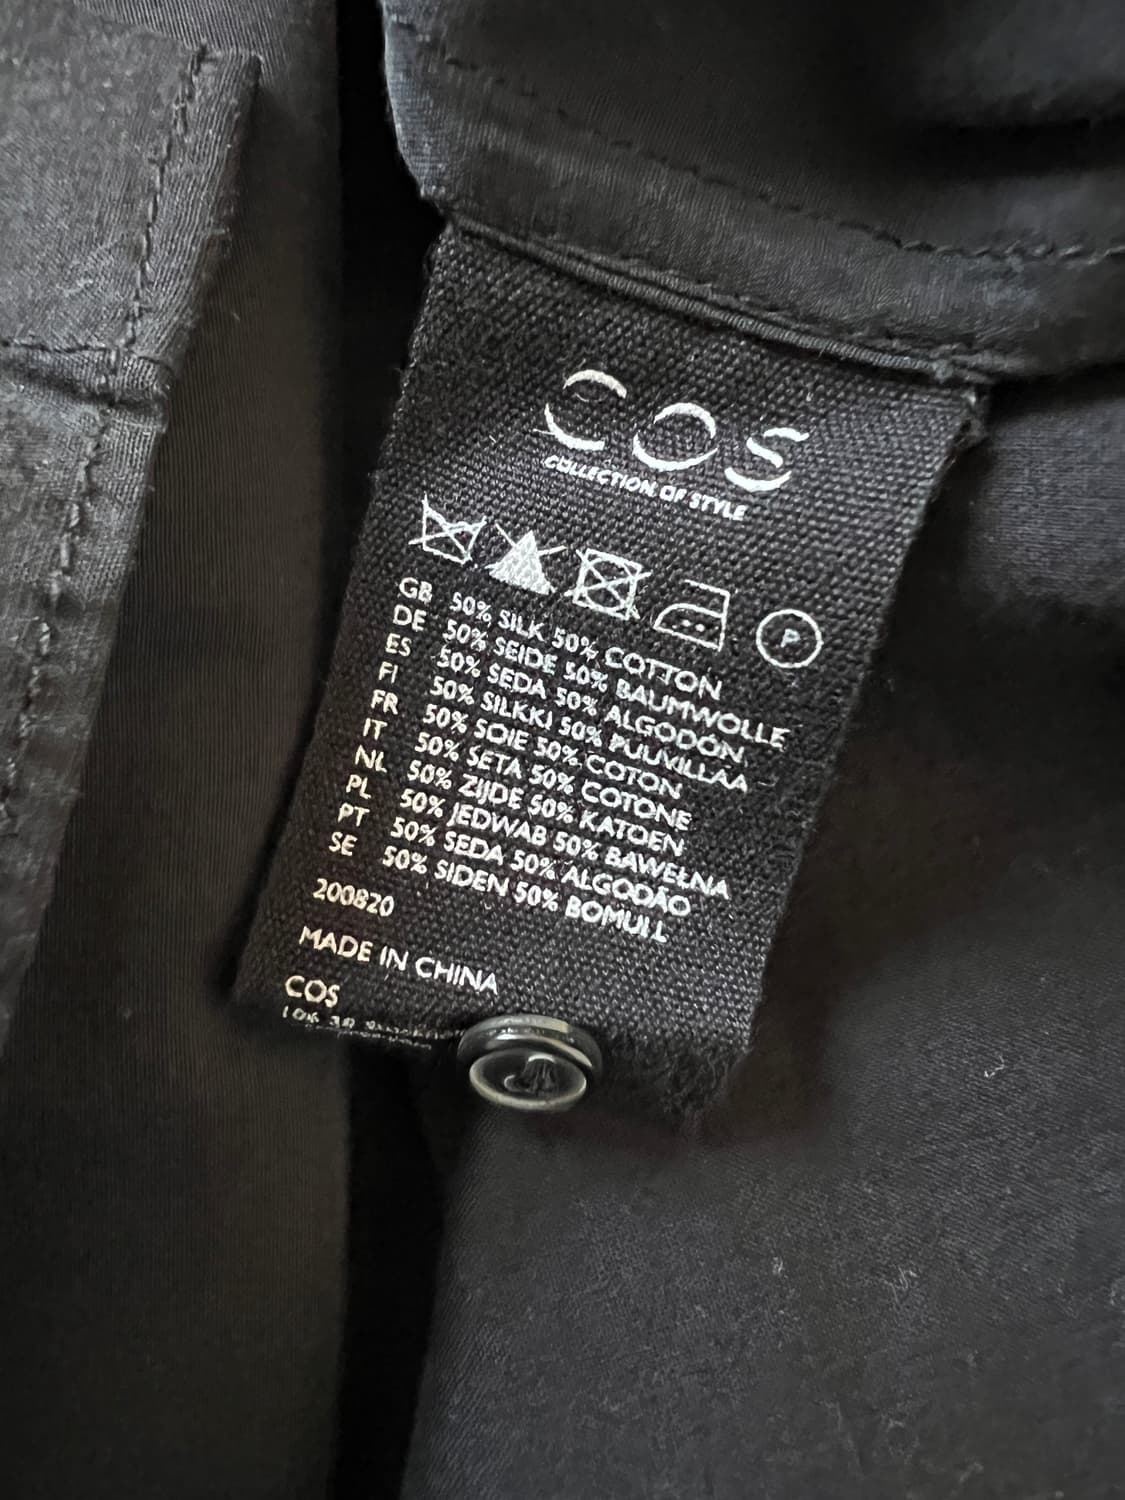 COS
COLLECTION OF STYLE
P
GB 50% SILK 50% COTTON
DE 50% SEIDE 50% BAUMWOLLE
ES 50% SEDA 50% ALGODÓN
FI 50% SILKKI 50% PUUVILLAA
FR 50% SOIE 50% COTON
IT 50% SETA 50% COTONE
NL 50% ZIJDE 50% KATOEN
PL 50% JEDWAB 50% BAWEŁNA
PT 50% SEDA 50% ALGODÃO
SE 50% SIDEN 50% BOMULL
200820
MADE IN CHINA
COS